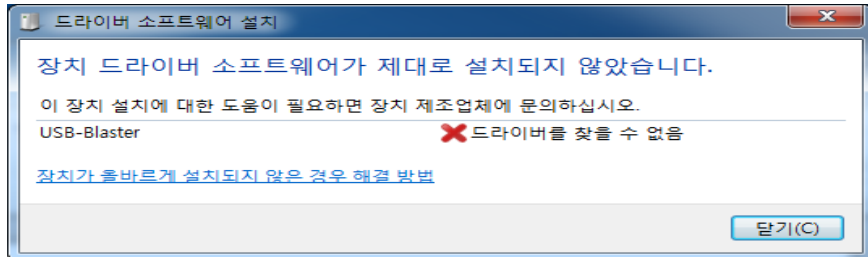 드라이버 소프트웨어 설치
장치 드라이버 소프트웨어가 제대로 설치되지 않았습니다.
이 장치 설치에 대한 도움이 필요하면 장치 제조업체에 문의하십시오.
USB-Blaster 드라이버를 찾을 수 없음
장치가 올바르게 설치되지 않은 경우 해결 방법
닫기(C)